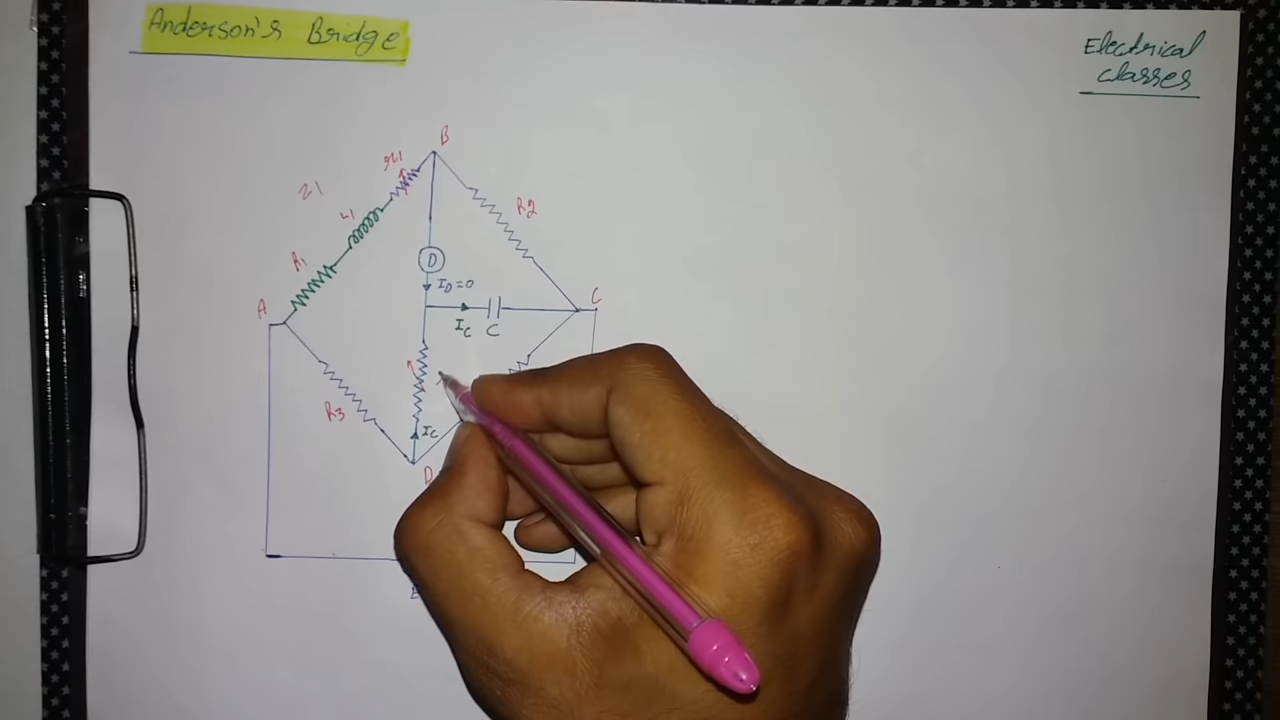 Anderson's Bridge
Electrical
classes
B
r1
Z1
L1
R2
R1
D
ID=0
A
C
IC
C
R3
IC
D
E